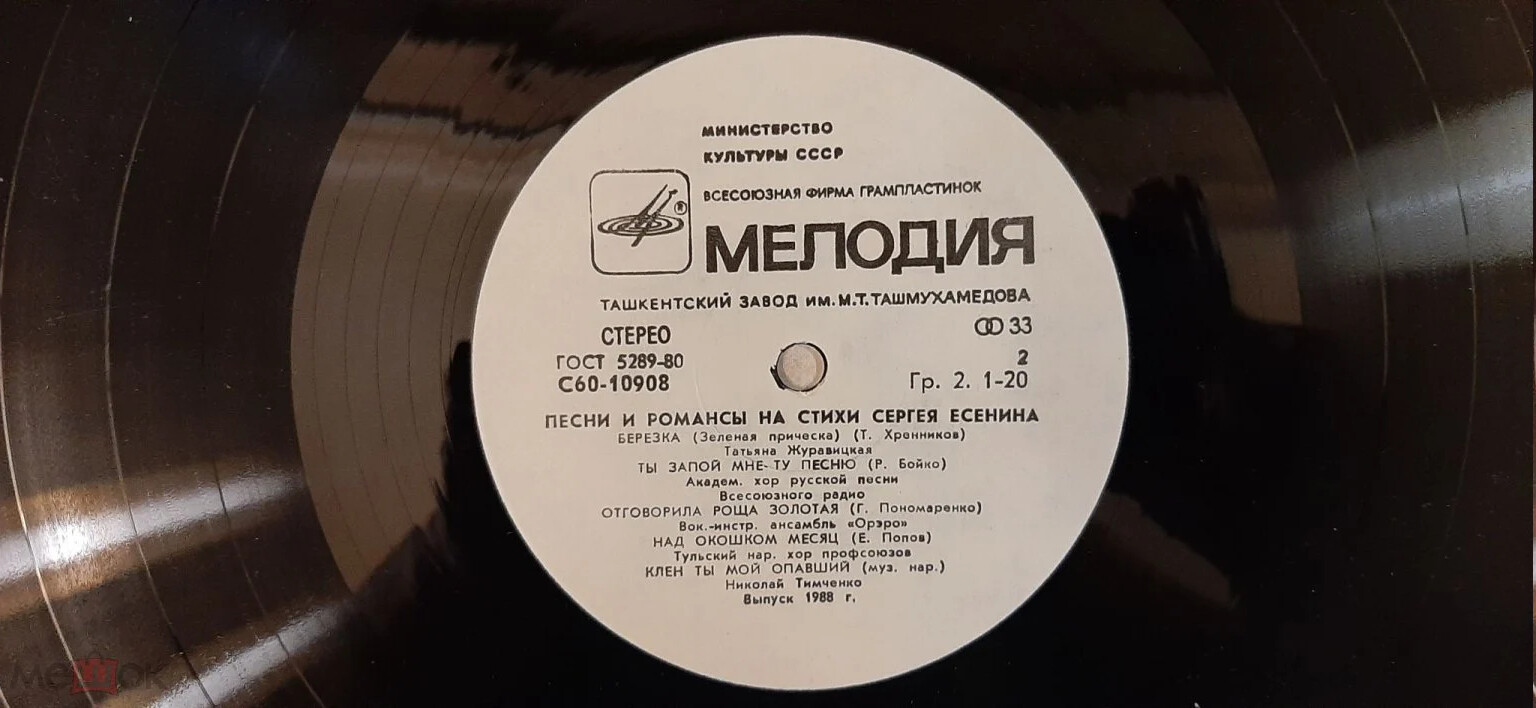 МИНИСТЕРСТВО
КУЛЬТУРЫ СССР
ВСЕСОЮЗНАЯ ФИРМА ГРАМПЛАСТИНОК
МЕЛОДИЯ
ТАШКЕНТСКИЙ ЗАВОД ИМ. М.Т. ТАШМУХАМЕДОВА
СТЕРЕО
33
ГОСТ 5289-80
2
С60-10908
Гр. 2. 1-20
ПЕСНИ И РОМАНСЫ НА СТИХИ СЕРГЕЯ ЕСЕНИНА
БЕРЕЗКА (Зеленая прическа) (Т. Хренников)
Татьяна Журавицкая
ТЫ ЗАПОЙ МНЕ-ТУ ПЕСНЮ (Р. Бойко)
Академ. хор русской песни
Всесоюзного радио
ОТГОВОРИЛА РОЩА ЗОЛОТАЯ (Г. Пономаренко)
Вок.-инстр. ансамбль «Орэро»
НАД ОКОШКОМ МЕСЯЦ (Е. Попов)
Тульский нар. хор профсоюзов
КЛЕН ТЫ МОЙ ОПАВШИЙ (муз. нар.)
Николай Тимченко
Выпуск 1988 г.
Мешок